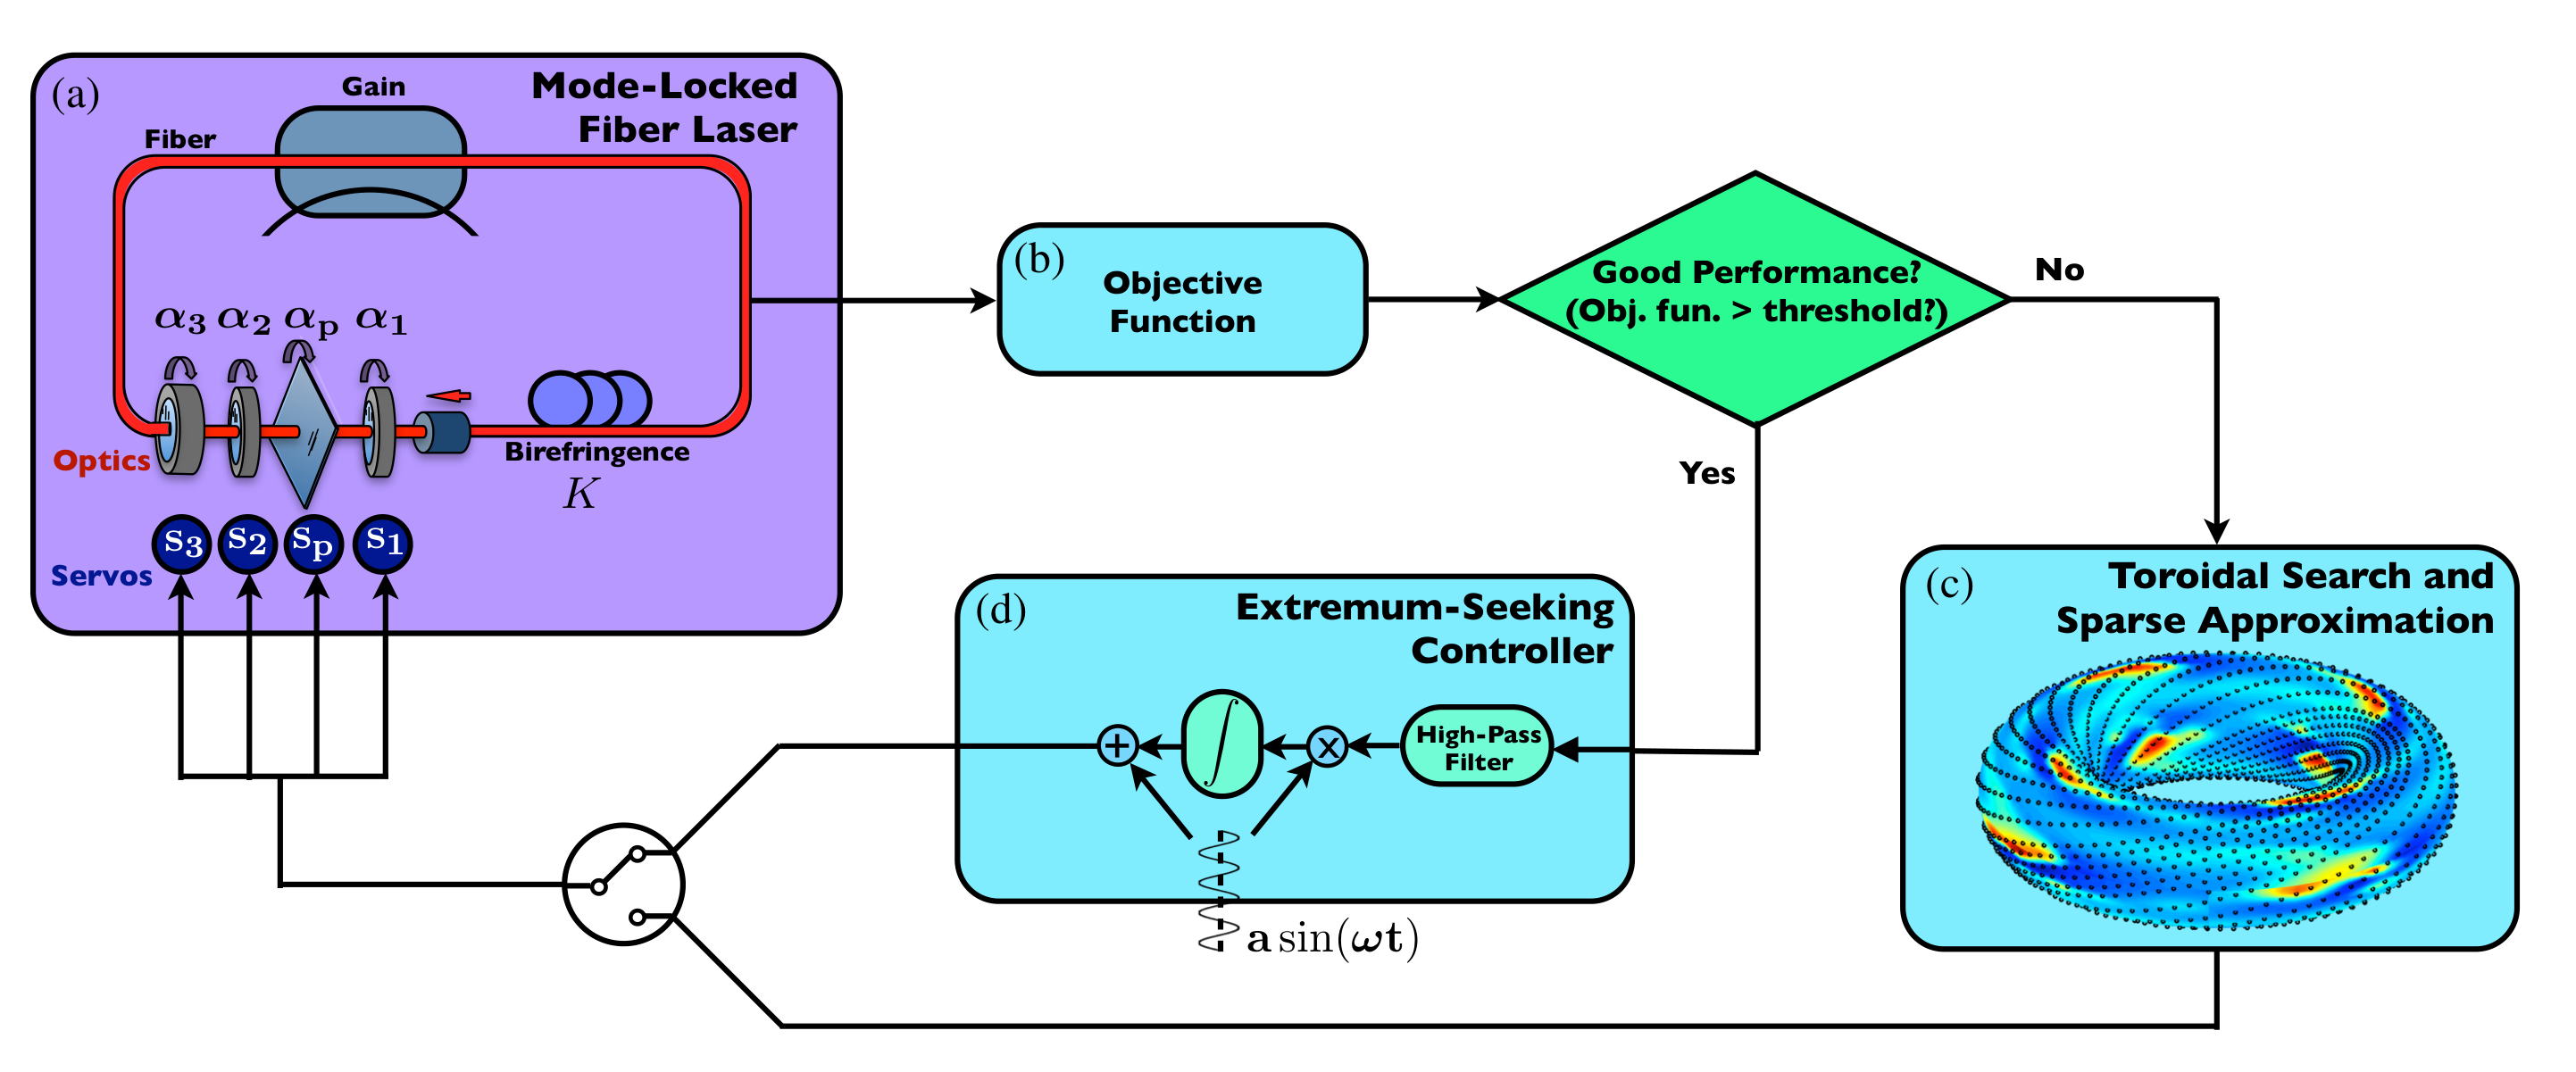 (a)
Mode-Locked
Fiber Laser
Gain
Fiber
α₃ α₂ αₚ α₁
Optics
Birefringence
K
s₃ s₂ sₚ s₁
Servos
(b)
Objective
Function
Good Performance?
(Obj. fun. > threshold?)
No
Yes
(c)
Toroidal Search and
Sparse Approximation
(d)
Extremum-Seeking
Controller
+ ∫ x
High-Pass
Filter
a sin(ωt)